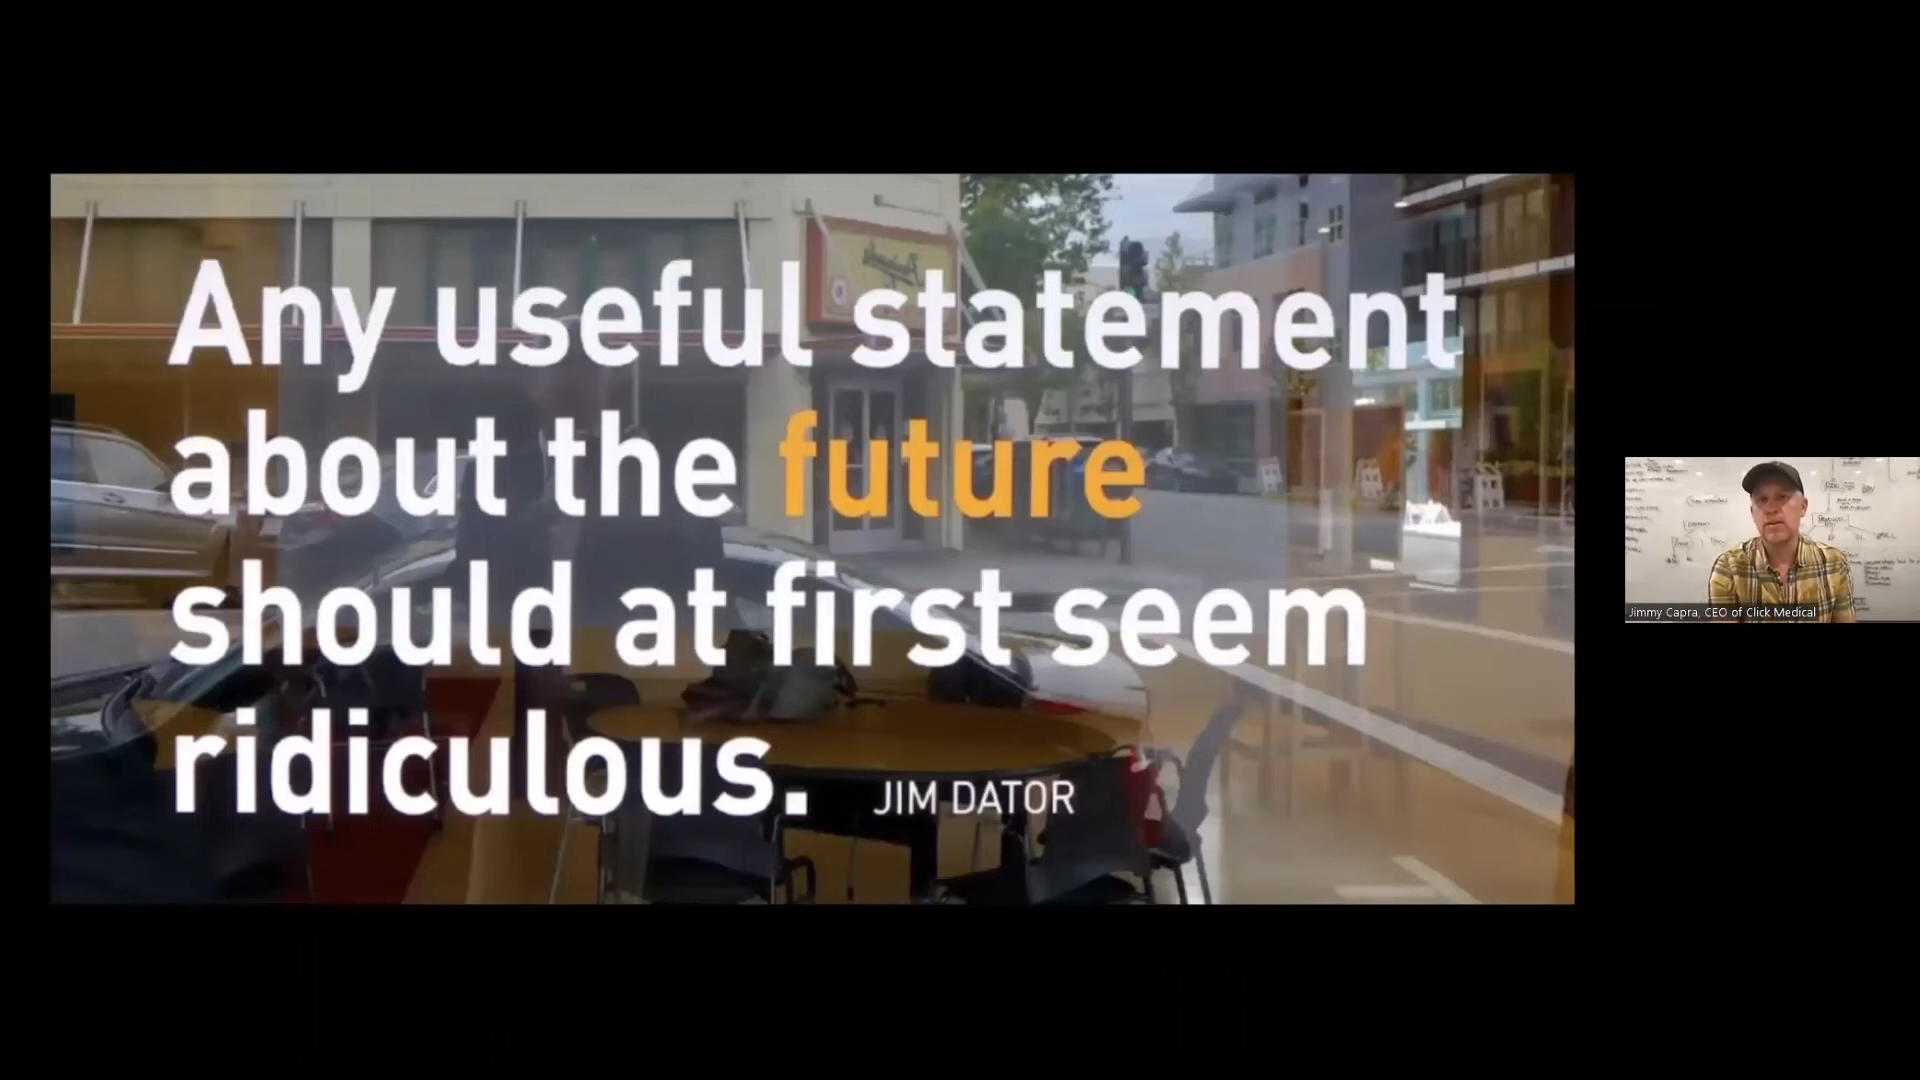 Any useful statement
about the future
should at first seem
ridiculous. JIM DATOR
Jimmy Capra, CEO of Click Medical